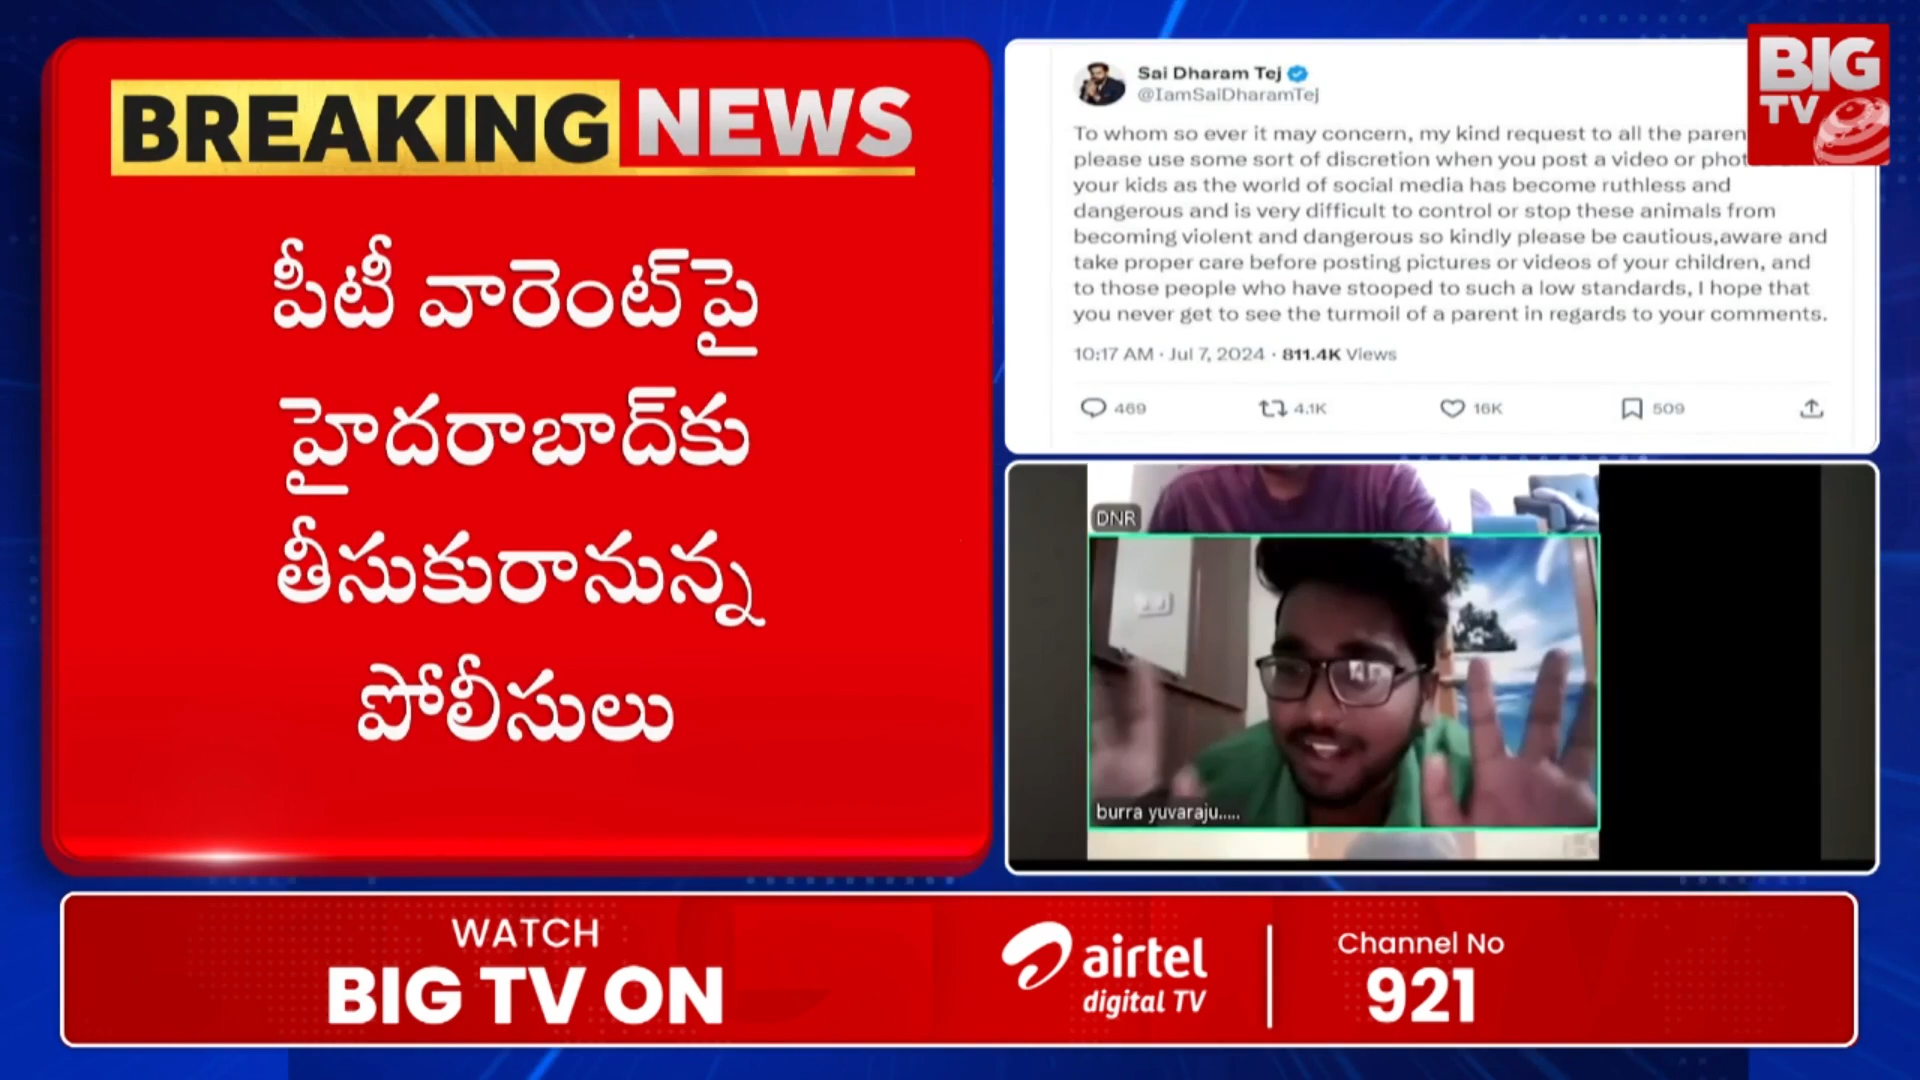 BREAKING NEWS
పీటీ వారెంట్‌పై
హైదరాబాద్‌కు
తీసుకురానున్న
పోలీసులు
Sai Dharam Tej
@IamSaiDharamTej
To whom so ever it may concern, my kind request to all the paren
please use some sort of discretion when you post a video or phot
your kids as the world of social media has become ruthless and
dangerous and is very difficult to control or stop these animals from
becoming violent and dangerous so kindly please be cautious,aware and
take proper care before posting pictures or videos of your children, and
to those people who have stooped to such a low standards, I hope that
you never get to see the turmoil of a parent in regards to your comments.
10:17 AM · Jul 7, 2024 · 811.4K Views
469 4.1K 16K 509
BIG
TV
DNR
burra yuvaraju.....
WATCH
BIG TV ON
airtel
digital TV
Channel No
921